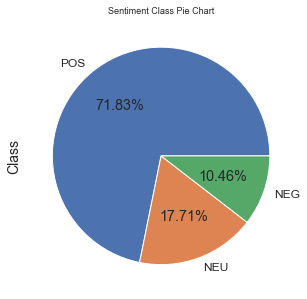 Sentiment Class Pie Chart
POS
71.83%
Class
10.46%
NEG
17.71%
NEU